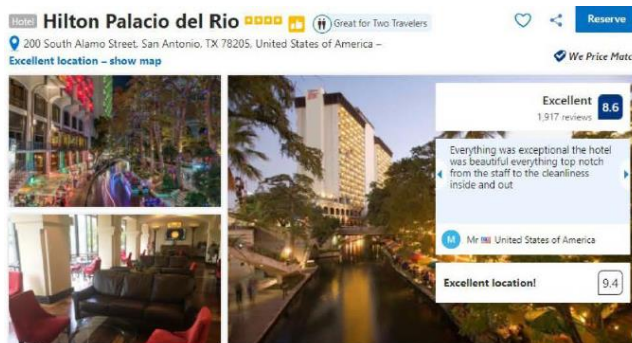 Hotel Hilton Palacio del Rio Great for Two Travelers
Reserve
200 South Alamo Street, San Antonio, TX 78205, United States of America –
Excellent location – show map
We Price Matc
Excellent
1,917 reviews
8.6
Everything was exceptional the hotel
was beautiful everything top notch
from the staff to the cleanliness
inside and out
M Mr United States of America
Excellent location! 9.4